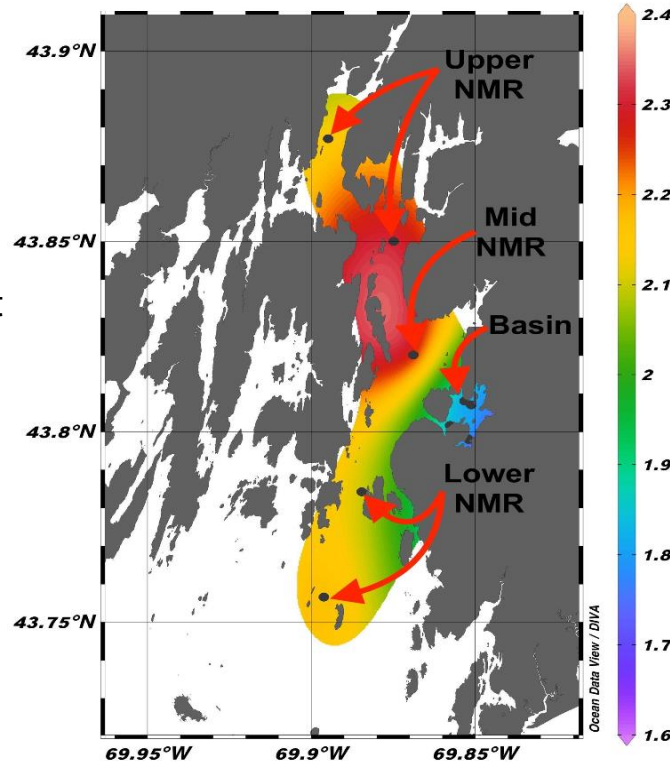 43.9°N
43.85°N
43.8°N
43.75°N
69.95°W
69.9°W
69.85°W
Upper
NMR
Mid
NMR
Basin
Lower
NMR
Ocean Data View / DIVA
2.4
2.3
2.2
2.1
2
1.9
1.8
1.7
1.6